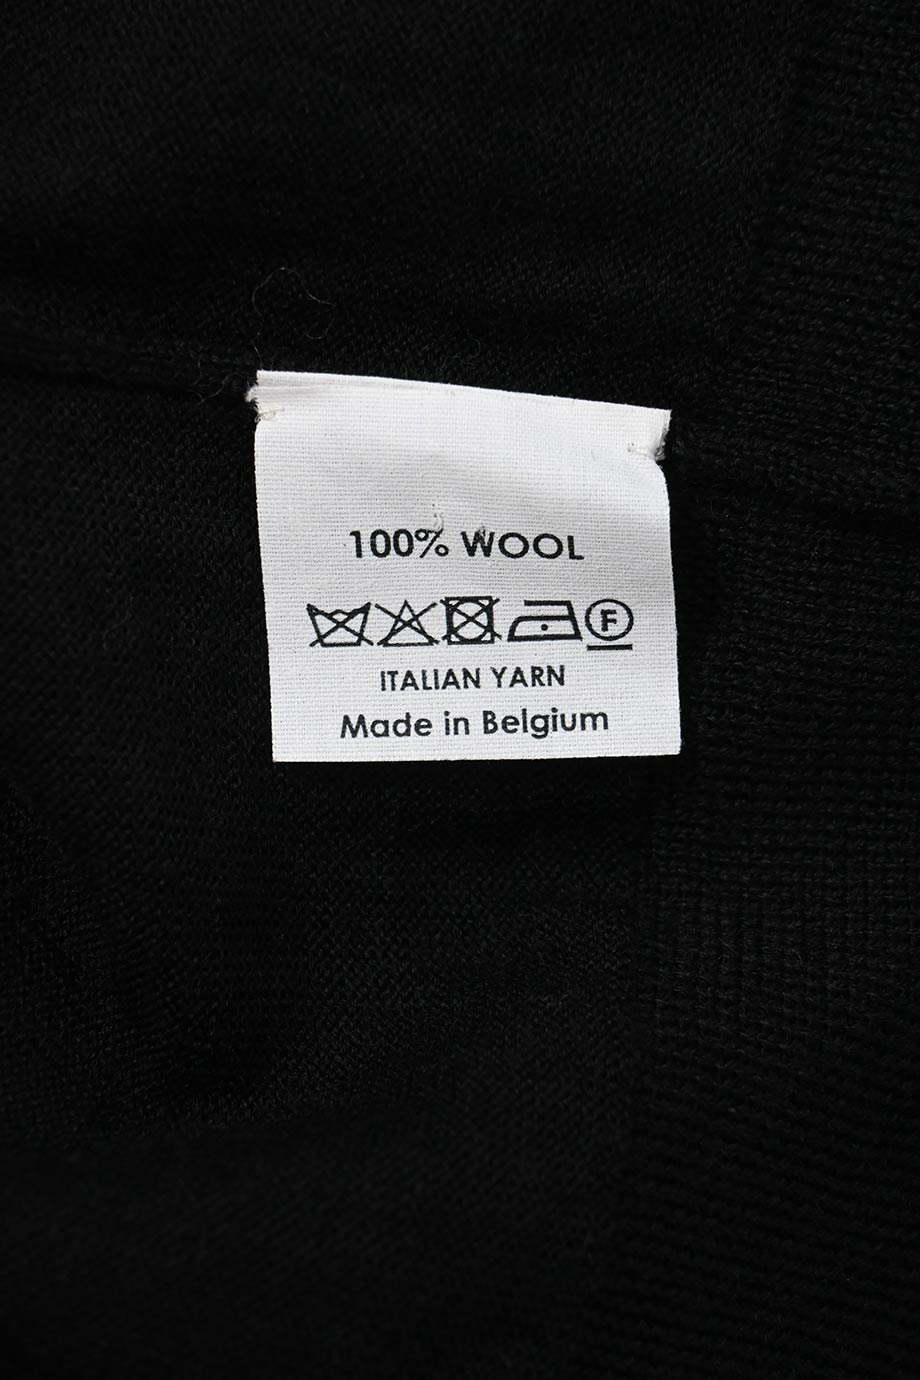 100% WOOL
F
ITALIAN YARN
Made in Belgium